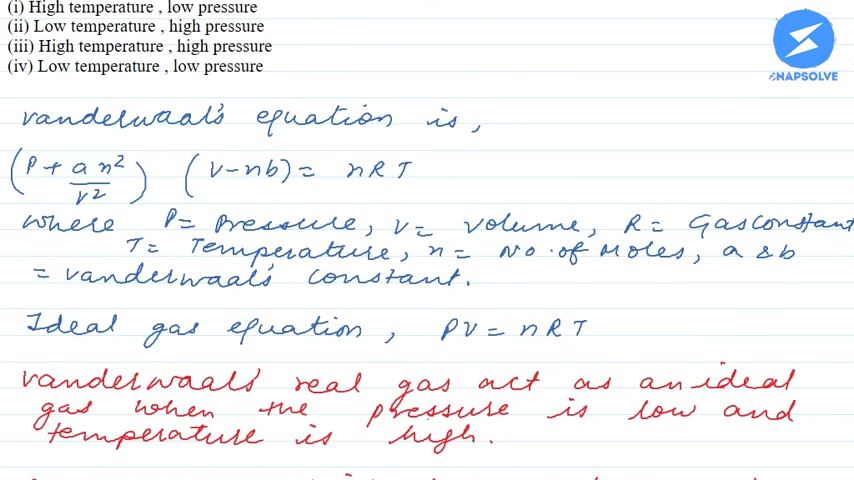 (i) High temperature , low pressure
(ii) Low temperature , high pressure
(iii) High temperature , high pressure
(iv) Low temperature , low pressure
SNAPSOLVE
Vanderwaal's equation is,
(P + an²/V²) (V-nb) = nRT
where P = Pressure, V = Volume, R = Gas Constant
T = Temperature, n = No. of Moles, a & b
= Vanderwaal's constant.
Ideal gas equation, PV = nRT
Vanderwaal's real gas act as an ideal
gas when the pressure is low and
temperature is high.